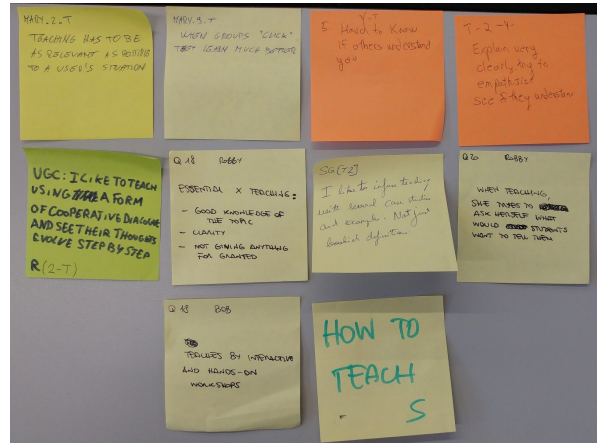 MARY.2.T
TEACHING HAS TO BE
AS RELEVANT AS POSSIBLE
TO A USER'S SITUATION
MARY.3.T
WHEN GROUPS "CLICK"
THEY LEARN MUCH BETTER
Y-T
5 Hard to know
if others understand
you
T-2-Y-
Explain very
clearly try to
empathise
see if they understan
UGC: I LIKE TO TEACH
USING A FORM
OF COOPERATIVE DIALOGUE
AND SEE THEIR THOUGHTS
EVOLVE STEP BY STEP
R(2-T)
Q18 ROBBY
ESSENTIAL X TEACHING:
- GOOD KNOWLEDGE OF
THE TOPIC
- CLARITY
- NOT GIVING ANYTHING
FOR GRANTED
SG[T2]
I like to infuse teaching
with several case studies
and examples. Not just
definition
Q20 ROBBY
WHEN TEACHING,
SHE TRIES TO
ASK HERSELF WHAT
WOULD STUDENTS
WANT TO TELL THEM
Q18 BOB
TEACHES BY INTERACTIVE
AND HANDS-ON
WORKSHOPS
HOW TO
TEACH
S